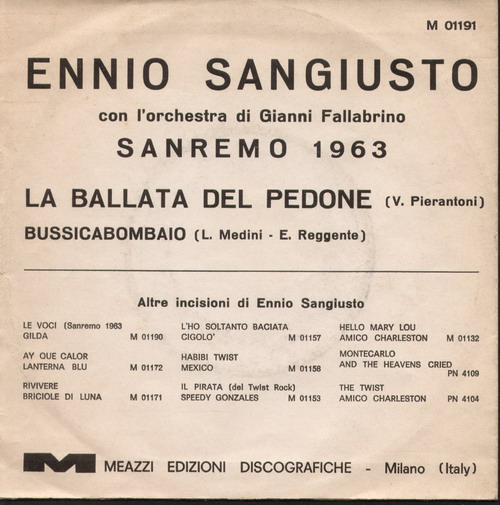 M 01191
ENNIO SANGIUSTO
con l'orchestra di Gianni Fallabrino
SANREMO 1963
LA BALLATA DEL PEDONE (V. Pierantoni)
BUSSICABOMBAIO (L. Medini - E. Reggente)
Altre incisioni di Ennio Sangiusto
LE VOCI (Sanremo 1963
GILDA M 01190
AY QUE CALOR
LANTERNA BLU M 01172
RIVIVERE
BRICIOLE DI LUNA M 01171
L'HO SOLTANTO BACIATA
CIGOLO' M 01157
HABIBI TWIST
MEXICO M 01158
IL PIRATA (del Twist Rock)
SPEEDY GONZALES M 01153
HELLO MARY LOU
AMICO CHARLESTON M 01132
MONTECARLO
AND THE HEAVENS CRIED
PN 4109
THE TWIST
AMICO CHARLESTON PN 4104
M MEAZZI EDIZIONI DISCOGRAFICHE - Milano (Italy)